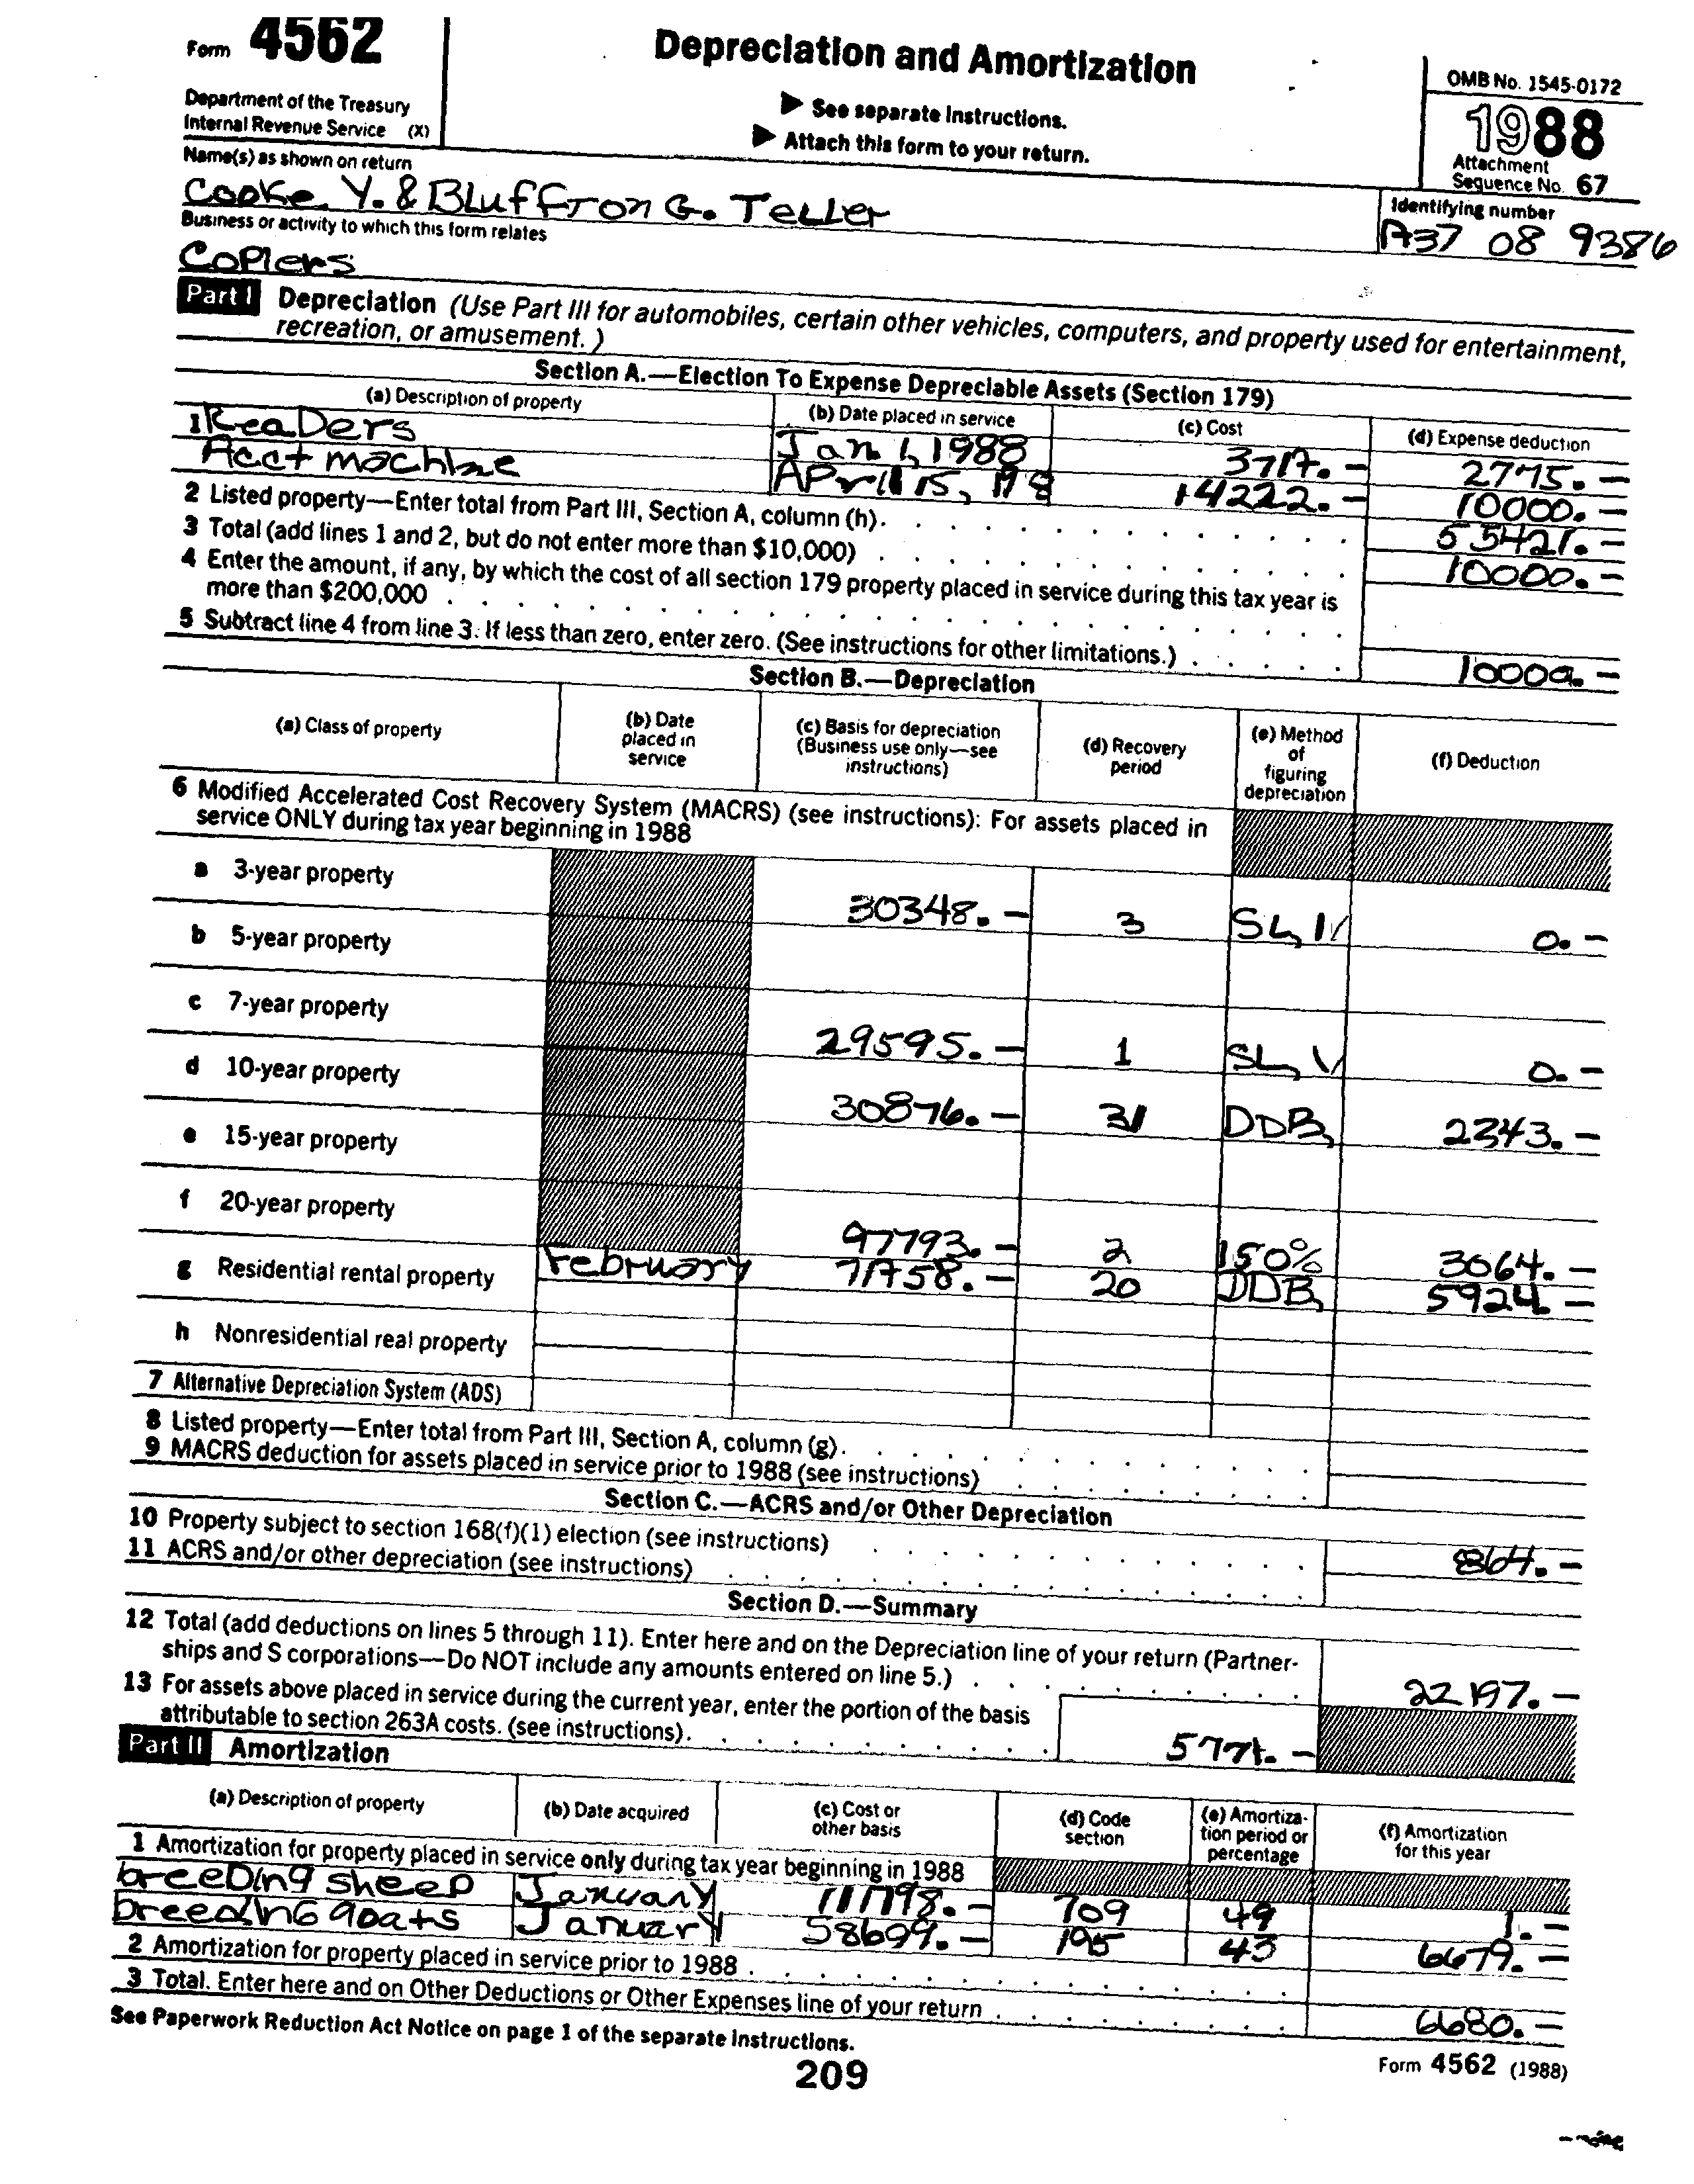 Form 4562
Depreciation and Amortization
OMB No. 1545-0172
Department of the Treasury
Internal Revenue Service (X)
▶ See separate Instructions.
▶ Attach this form to your return.
1988
Attachment
Sequence No. 67
Name(s) as shown on return
Cooke Y. & Bluffton G. Teller
Identifying number
A37 08 9386
Business or activity to which this form relates
Copiers
Part I Depreciation (Use Part III for automobiles, certain other vehicles, computers, and property used for entertainment,
recreation, or amusement.)
Section A.—Election To Expense Depreciable Assets (Section 179)
(a) Description of property (b) Date placed in service (c) Cost (d) Expense deduction
1 Readers Jan 1, 1988 3717.- 2775.-
Acct machine April 15, 14222.- 10000.-
2 Listed property—Enter total from Part III, Section A, column (h). 55421.-
3 Total (add lines 1 and 2, but do not enter more than $10,000) 10000.-
4 Enter the amount, if any, by which the cost of all section 179 property placed in service during this tax year is
more than $200,000
5 Subtract line 4 from line 3. If less than zero, enter zero. (See instructions for other limitations.) 10000.-
Section B.—Depreciation
(a) Class of property (b) Date placed in service (c) Basis for depreciation (Business use only—see instructions) (d) Recovery period (e) Method of figuring depreciation (f) Deduction
6 Modified Accelerated Cost Recovery System (MACRS) (see instructions): For assets placed in
service ONLY during tax year beginning in 1988
a 3-year property 30348.- 3 SL, 0.-
b 5-year property
c 7-year property 29595.- 1 SL, 0.-
d 10-year property 30876.- 31 DDB, 2343.-
e 15-year property
f 20-year property 97793.- 2 150% 3064.-
g Residential rental property February 71758.- 20 DDB, 5924.-
h Nonresidential real property
7 Alternative Depreciation System (ADS)
8 Listed property—Enter total from Part III, Section A, column (g).
9 MACRS deduction for assets placed in service prior to 1988 (see instructions)
Section C.—ACRS and/or Other Depreciation
10 Property subject to section 168(f)(1) election (see instructions) 864.-
11 ACRS and/or other depreciation (see instructions)
Section D.—Summary
12 Total (add deductions on lines 5 through 11). Enter here and on the Depreciation line of your return (Partner-
ships and S corporations—Do NOT include any amounts entered on line 5.) 22197.-
13 For assets above placed in service during the current year, enter the portion of the basis
attributable to section 263A costs. (see instructions). 5771.-
Part II Amortization
(a) Description of property (b) Date acquired (c) Cost or other basis (d) Code section (e) Amortiza- tion period or percentage (f) Amortization for this year
1 Amortization for property placed in service only during tax year beginning in 1988
breeding sheep January 111798.- 709 49 1.-
breeding goats January 58699.- 195 43 6679.-
2 Amortization for property placed in service prior to 1988
3 Total. Enter here and on Other Deductions or Other Expenses line of your return 6680.-
See Paperwork Reduction Act Notice on page 1 of the separate Instructions.
Form 4562 (1988)
209